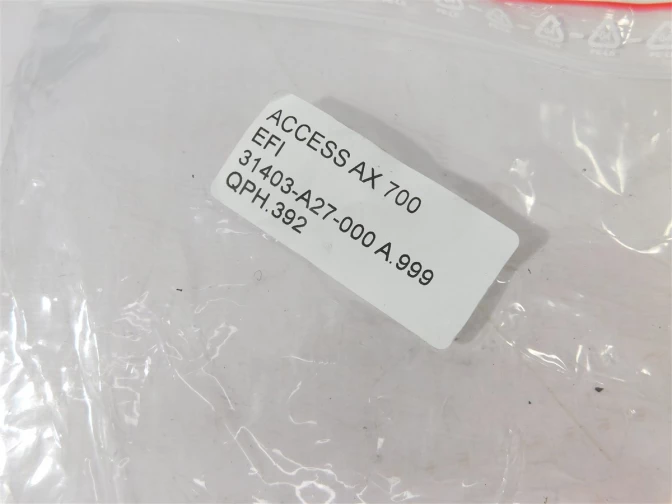 ACCESS AX 700
EFI
31403-A27-000 A.999
QPH.392